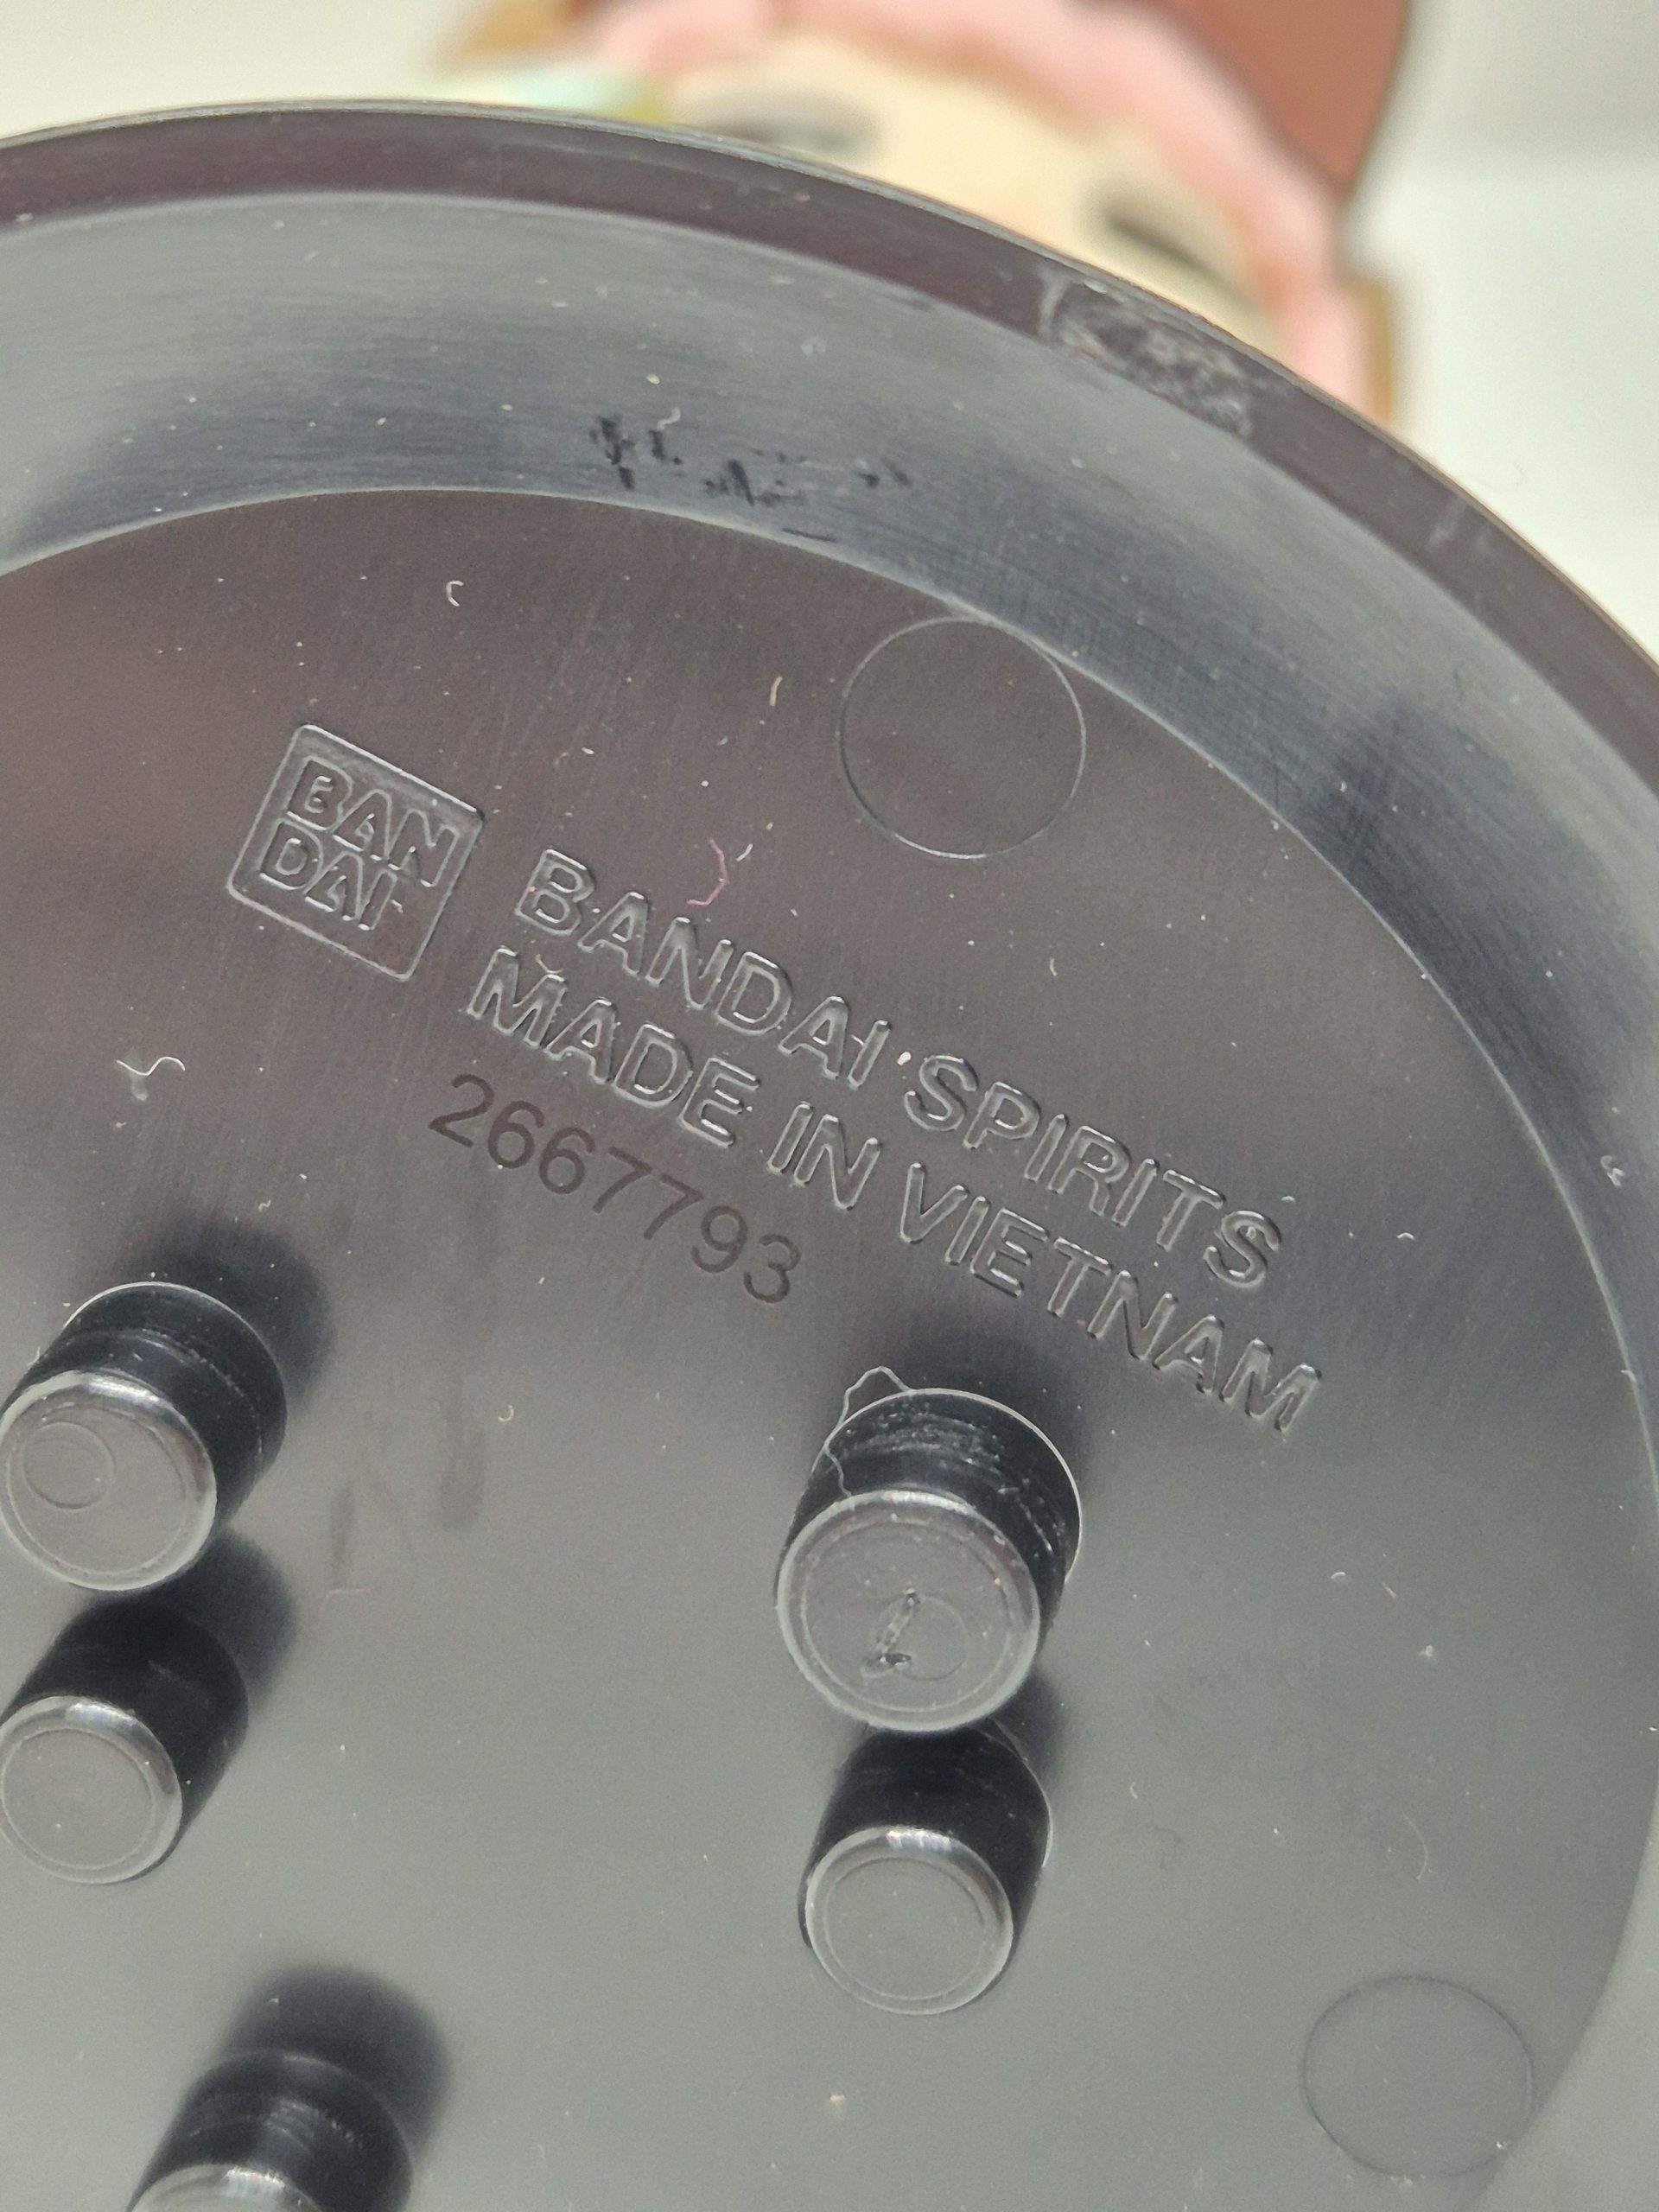 BAN
DAI
BANDAI SPIRITS
MADE IN VIETNAM
2667793